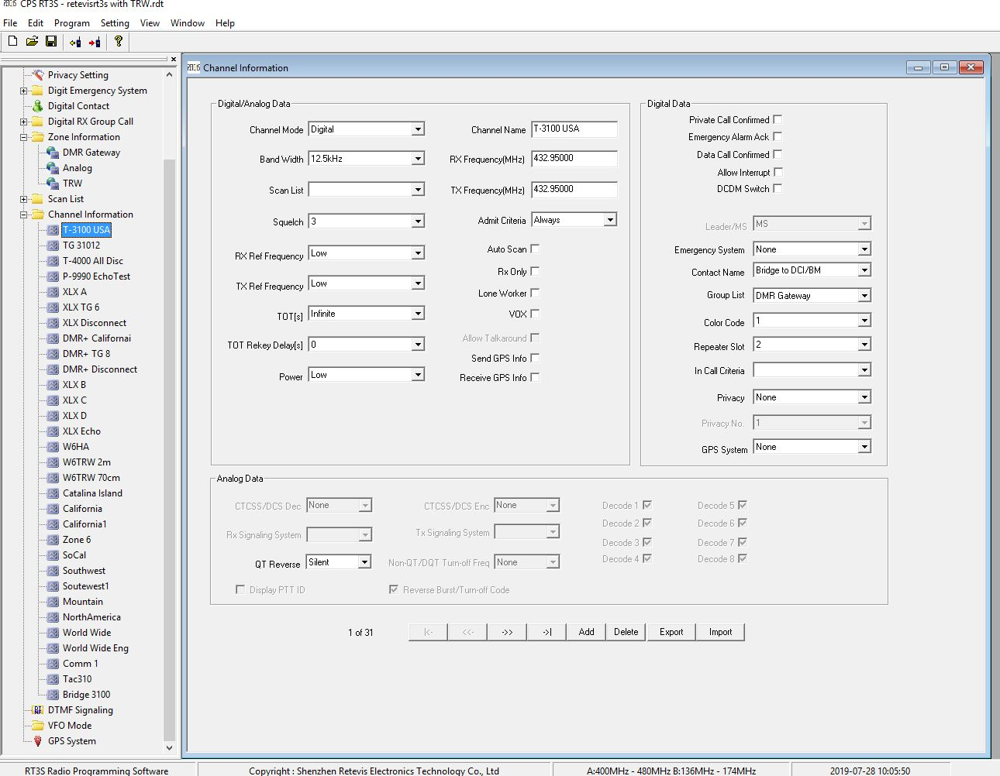 CPS RT3S - retevisrt3s with TRW.rdt
File Edit Program Setting View Window Help
Privacy Setting
Digit Emergency System
Digital Contact
Digital RX Group Call
Zone Information
DMR Gateway
Analog
TRW
Scan List
Channel Information
T-3100 USA
TG 31012
T-4000 All Disc
P-9990 EchoTest
XLX A
XLX TG 6
XLX Disconnect
DMR+ Californai
DMR+ TG 8
DMR+ Disconnect
XLX B
XLX C
XLX D
XLX Echo
W6HA
W6TRW 2m
W6TRW 70cm
Catalina Island
California
California1
Zone 6
SoCal
Southwest
Soutewest1
Mountain
NorthAmerica
World Wide
World Wide Eng
Comm 1
Tac310
Bridge 3100
DTMF Signaling
VFO Mode
GPS System
Channel Information
Digital/Analog Data
Channel Mode Digital
Band Width 12.5kHz
Scan List
Squelch 3
RX Ref Frequency Low
TX Ref Frequency Low
TOT[s] Infinite
TOT Rekey Delay[s] 0
Power Low
Channel Name T-3100 USA
RX Frequency(MHz) 432.95000
TX Frequency(MHz) 432.95000
Admit Criteria Always
Auto Scan
Rx Only
Lone Worker
VOX
Allow Talkaround
Send GPS Info
Receive GPS Info
Digital Data
Private Call Confirmed
Emergency Alarm Ack
Data Call Confirmed
Allow Interrupt
DCDM Switch
Leader/MS MS
Emergency System None
Contact Name Bridge to DCI/BM
Group List DMR Gateway
Color Code 1
Repeater Slot 2
In Call Criteria
Privacy None
Privacy No. 1
GPS System None
Analog Data
CTCSS/DCS Dec None
Rx Signaling System
QT Reverse Silent
Display PTT ID
CTCSS/DCS Enc None
Tx Signaling System
Non-QT/DQT Turn-off Freq None
Reverse Burst/Turn-off Code
Decode 1
Decode 2
Decode 3
Decode 4
Decode 5
Decode 6
Decode 7
Decode 8
1 of 31 |<- <<- ->> ->| Add Delete Export Import
RT3S Radio Programming Software Copyright : Shenzhen Retevis Electronics Technology Co., Ltd A:400MHz - 480MHz B:136MHz - 174MHz 2019-07-28 10:05:50